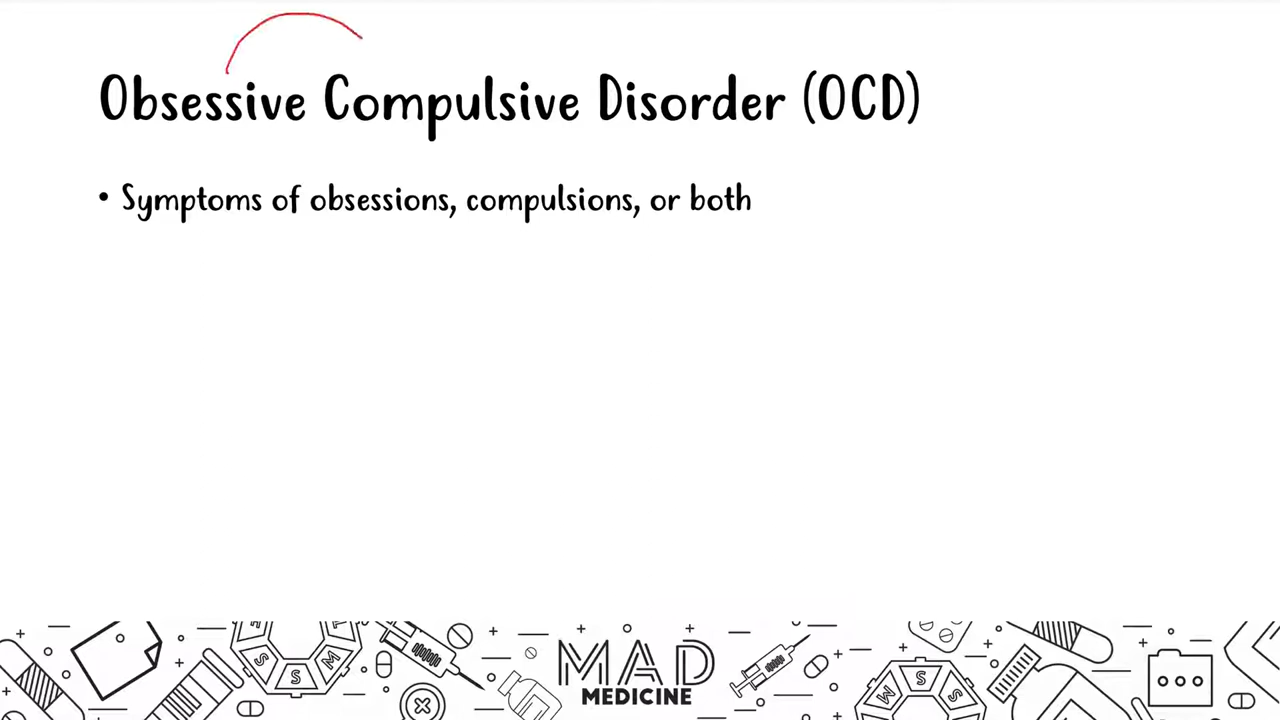 Obsessive Compulsive Disorder (OCD)
• Symptoms of obsessions, compulsions, or both
S
S
M
MAD
MEDICINE
M
S
S